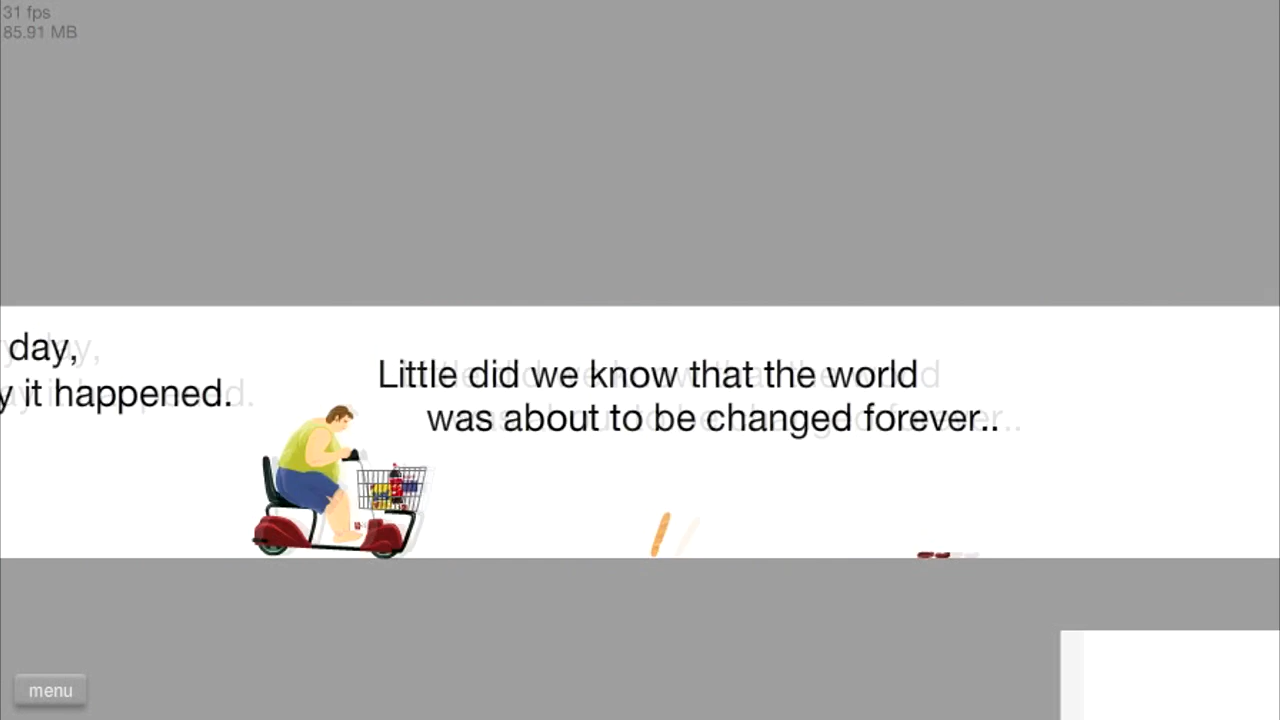 31 fps
85.91 MB
day,
y it happened.
Little did we know that the world
was about to be changed forever..
menu